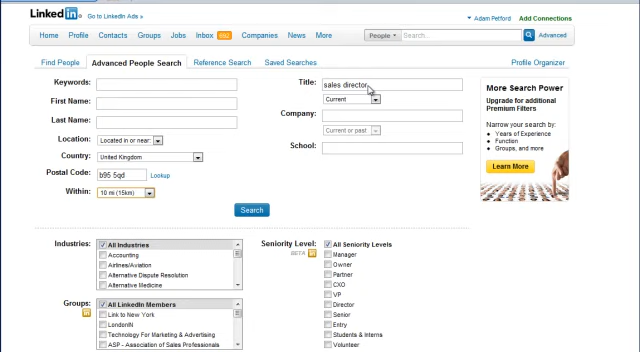 Linked in® Go to LinkedIn Ads »
Adam Petford Add Connections
Home Profile Contacts Groups Jobs Inbox Companies News More People Search... Advanced
Find People Advanced People Search Reference Search Saved Searches Profile Organizer
Keywords: Title: sales director
Current
First Name: Company:
Last Name: Current or past
Location: Located in or near: School:
Country: United Kingdom
Postal Code: b95 5qd Lookup
Within: 10 mi (15km)
Search
More Search Power
Upgrade for additional
Premium Filters
Narrow your search by:
Years of Experience
Function
Groups, and more
Learn More
Industries: All Industries
Accounting
Airlines/Aviation
Alternative Dispute Resolution
Alternative Medicine
Seniority Level: All Seniority Levels
BETA in Manager
Owner
Partner
CXO
VP
Director
Senior
Entry
Students & Interns
Volunteer
Groups: All LinkedIn Members
in Link to New York
LondonIN
Technology For Marketing & Advertising
ASP - Association of Sales Professionals